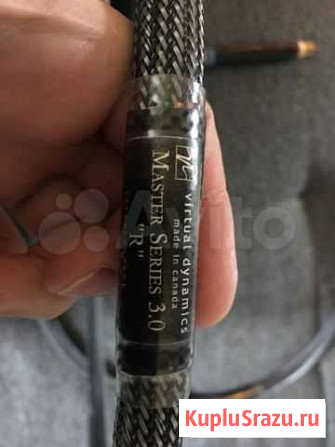 virtual dynamics
made in canada
MASTER SERIES 3.0
"R"
Avito
KupluSrazu.ru